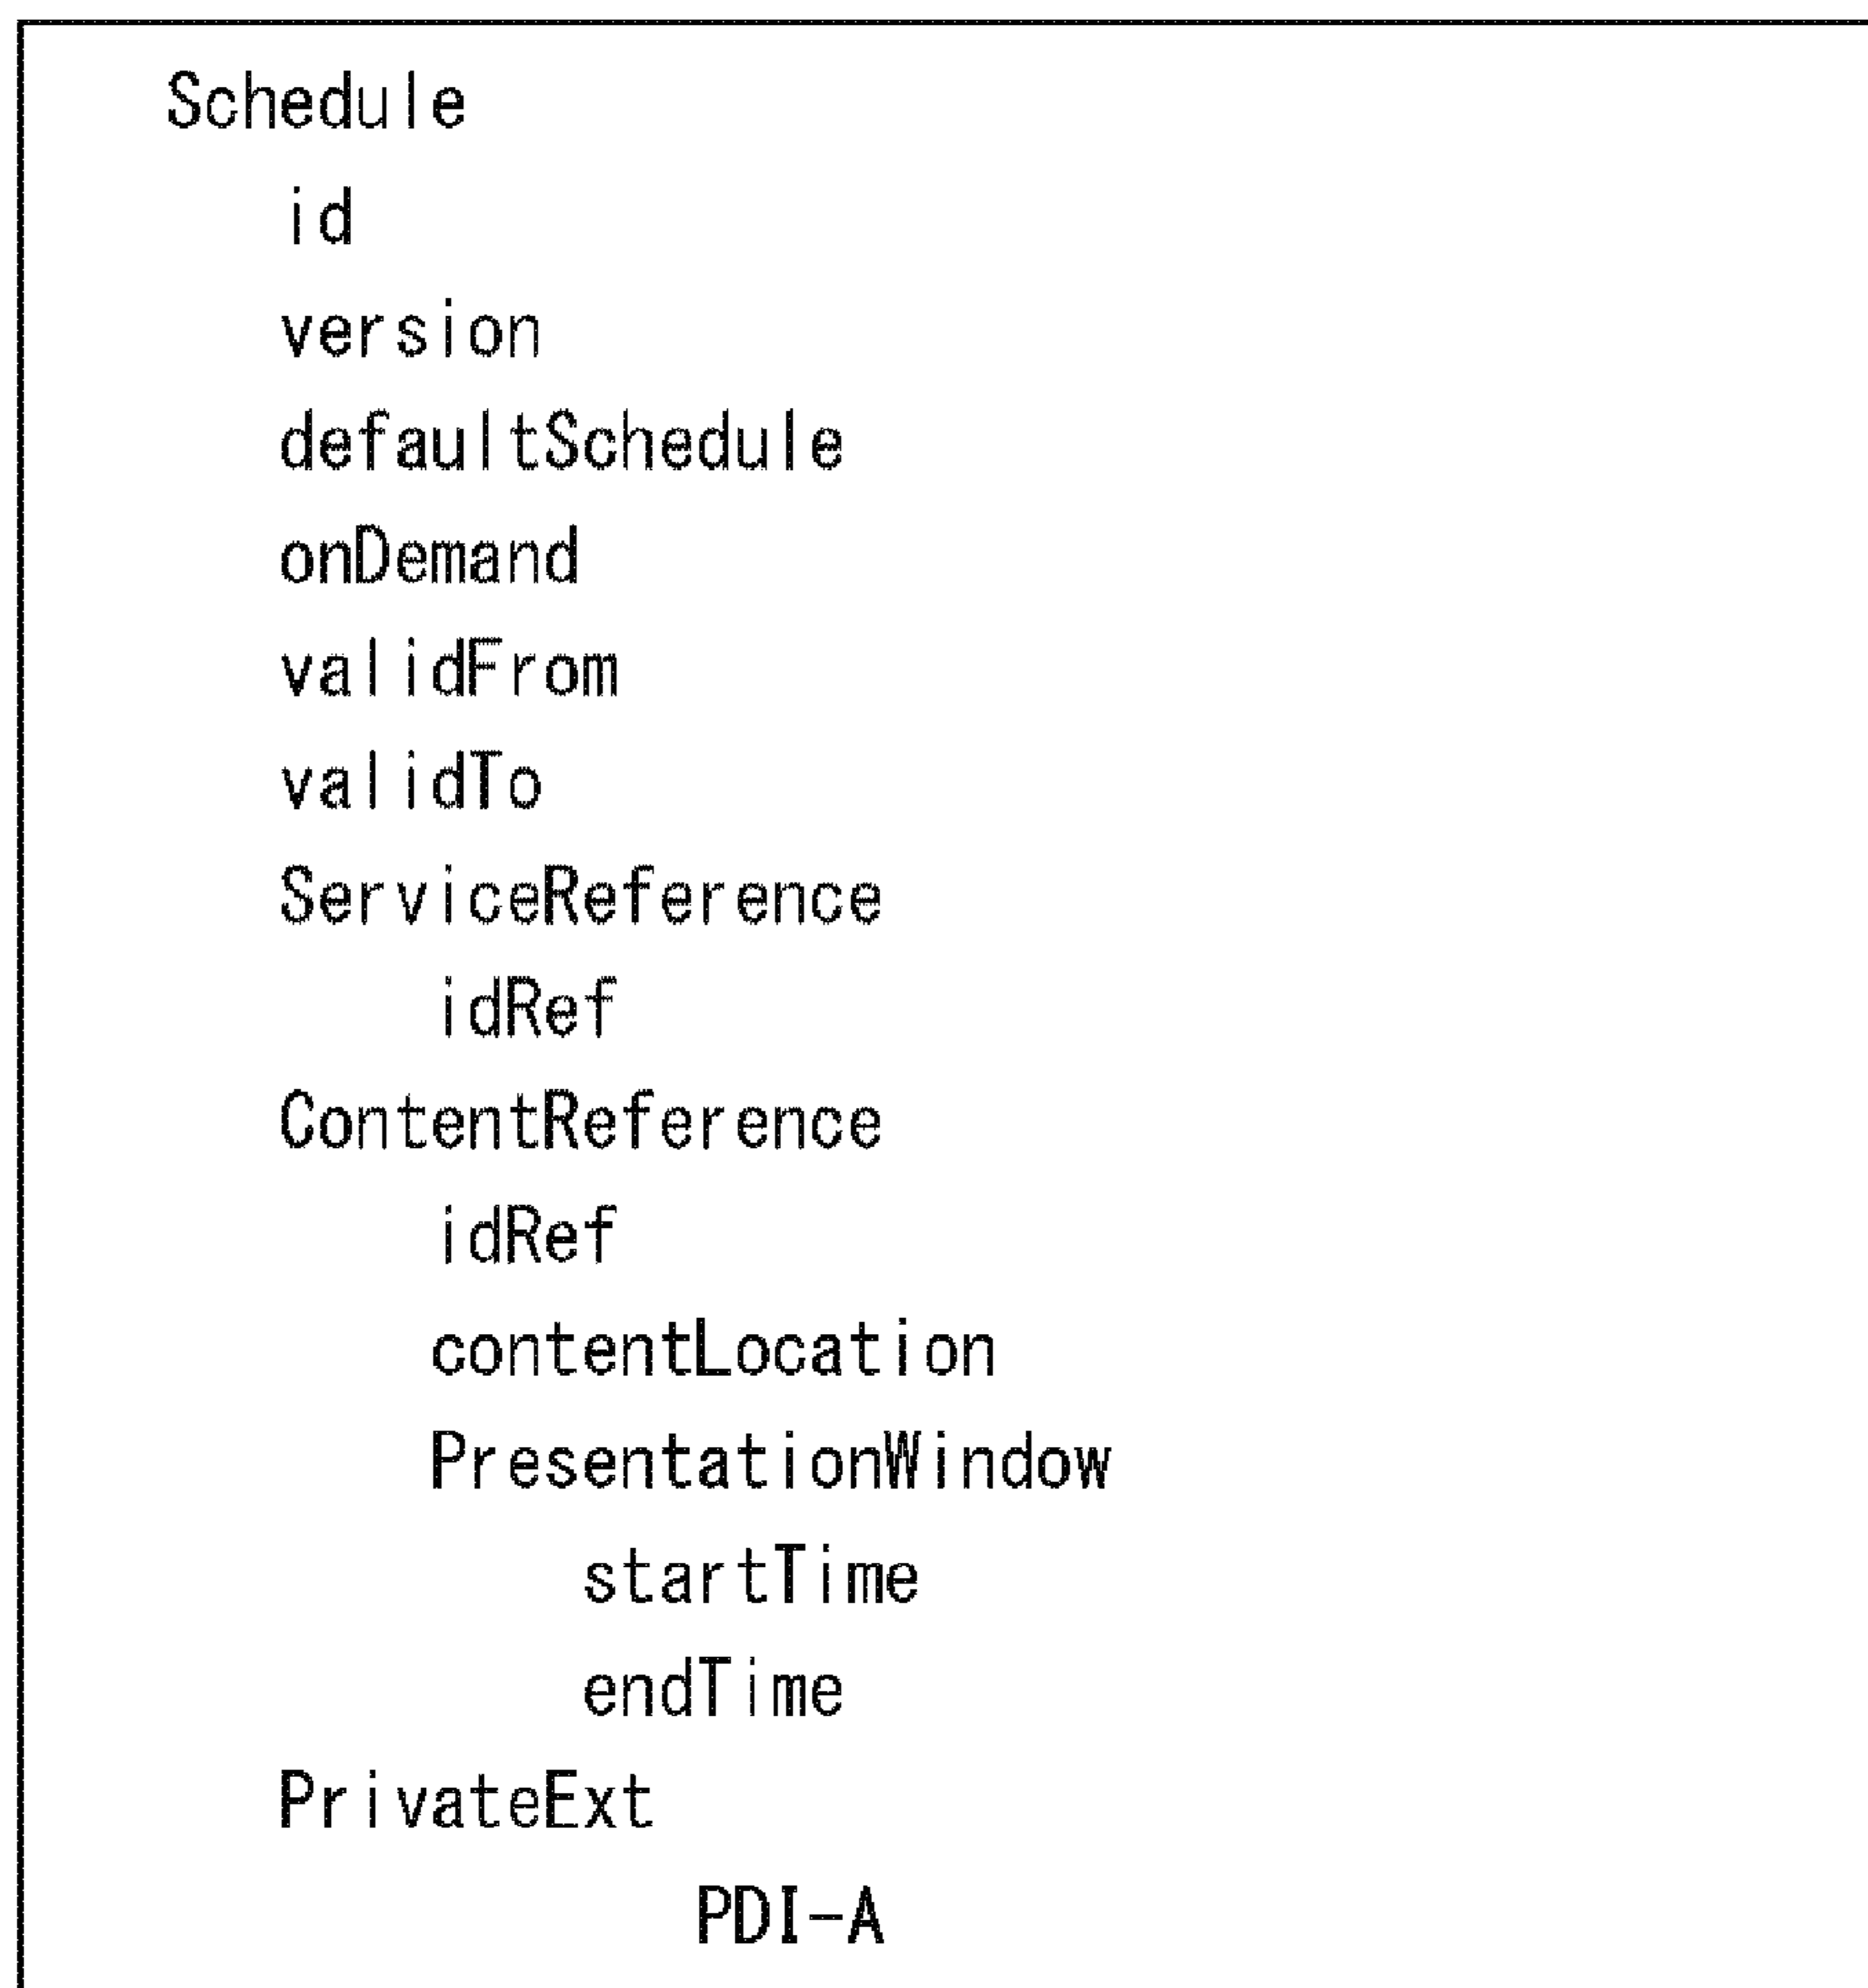 Schedule
id
version
defaultSchedule
onDemand
validFrom
validTo
ServiceReference
idRef
ContentReference
idRef
contentLocation
PresentationWindow
startTime
endTime
PrivateExt
PDI-A